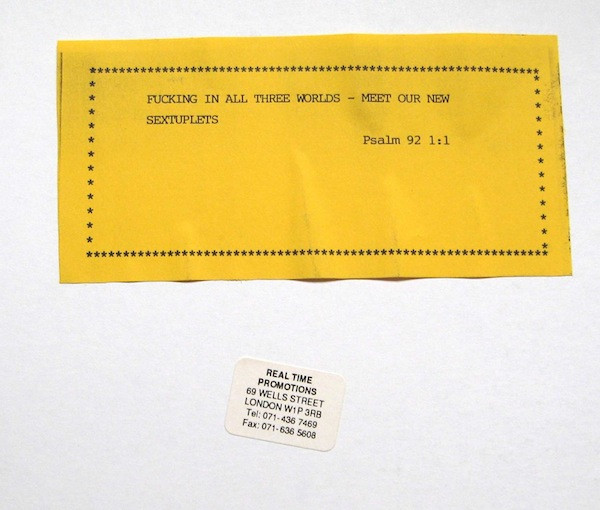 FUCKING IN ALL THREE WORLDS - MEET OUR NEW
SEXTUPLETS
Psalm 92 1:1
REAL TIME
PROMOTIONS
69 WELLS STREET
LONDON W1P 3RB
Tel: 071-436 7469
Fax: 071-636 5608